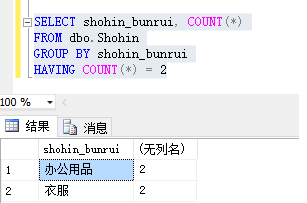 SELECT shohin_bunrui, COUNT(*)
FROM dbo.Shohin
GROUP BY shohin_bunrui
HAVING COUNT(*) = 2
100 %
结果 消息
shohin_bunrui (无列名)
1 办公用品 2
2 衣服 2